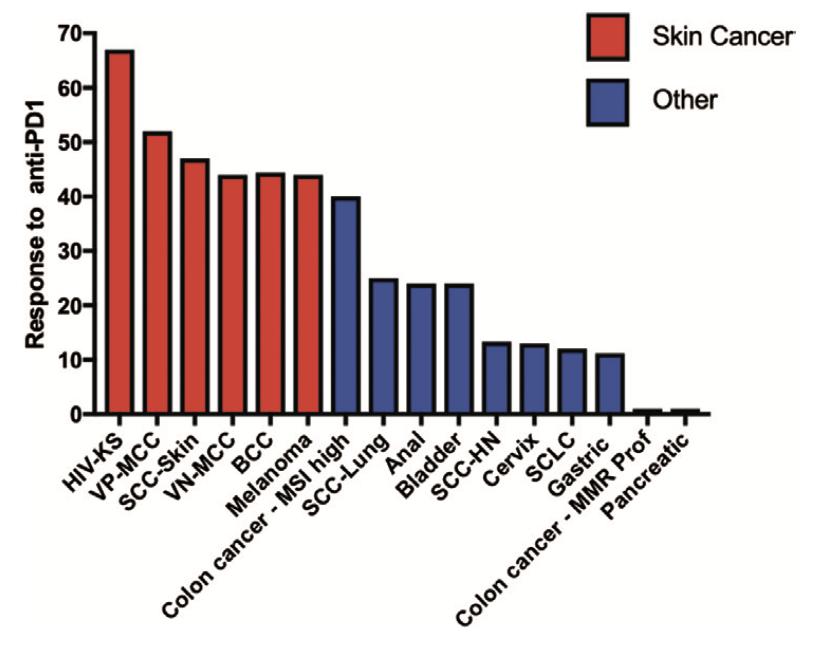 Skin Cancer
Other
Response to anti-PD1
70
60
50
40
30
20
10
0
HIV-KS
VP-MCC
SCC-Skin
VN-MCC
BCC
Melanoma
Colon cancer - MSI high
SCC-Lung
Anal
Bladder
SCC-HN
Cervix
SCLC
Gastric
Colon cancer - MMR Prof
Pancreatic